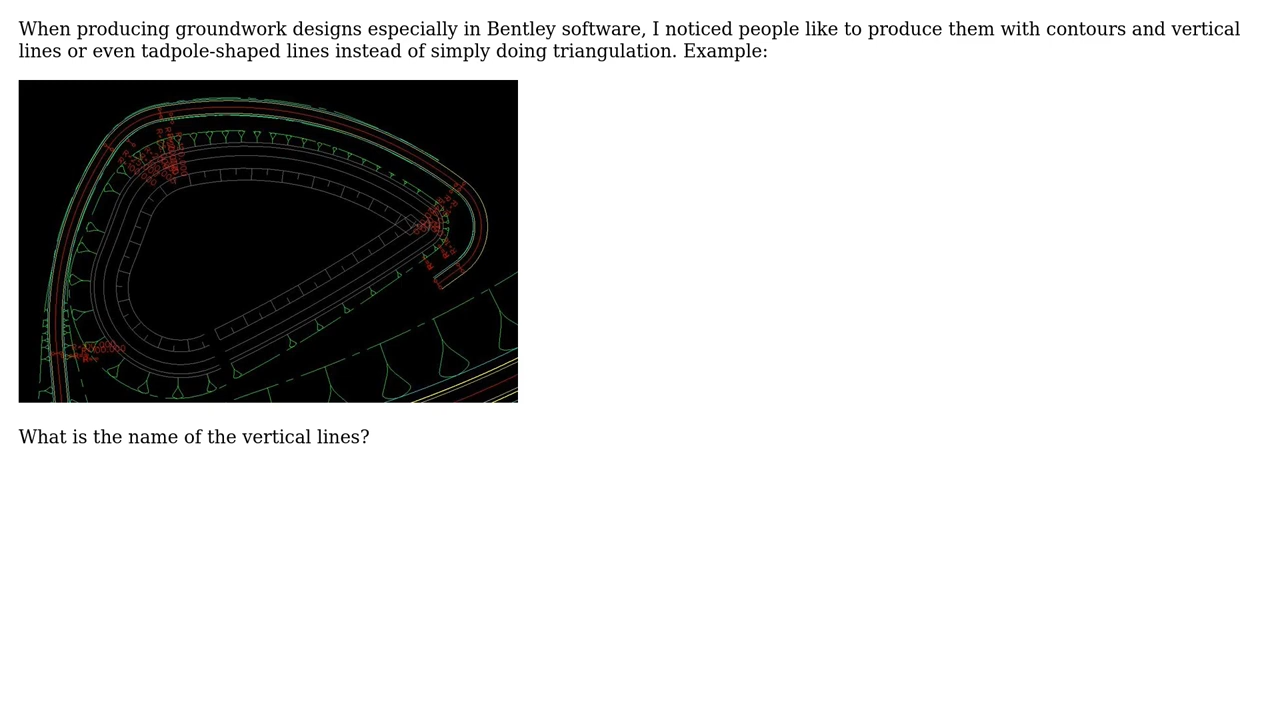 When producing groundwork designs especially in Bentley software, I noticed people like to produce them with contours and vertical
lines or even tadpole-shaped lines instead of simply doing triangulation. Example:
What is the name of the vertical lines?